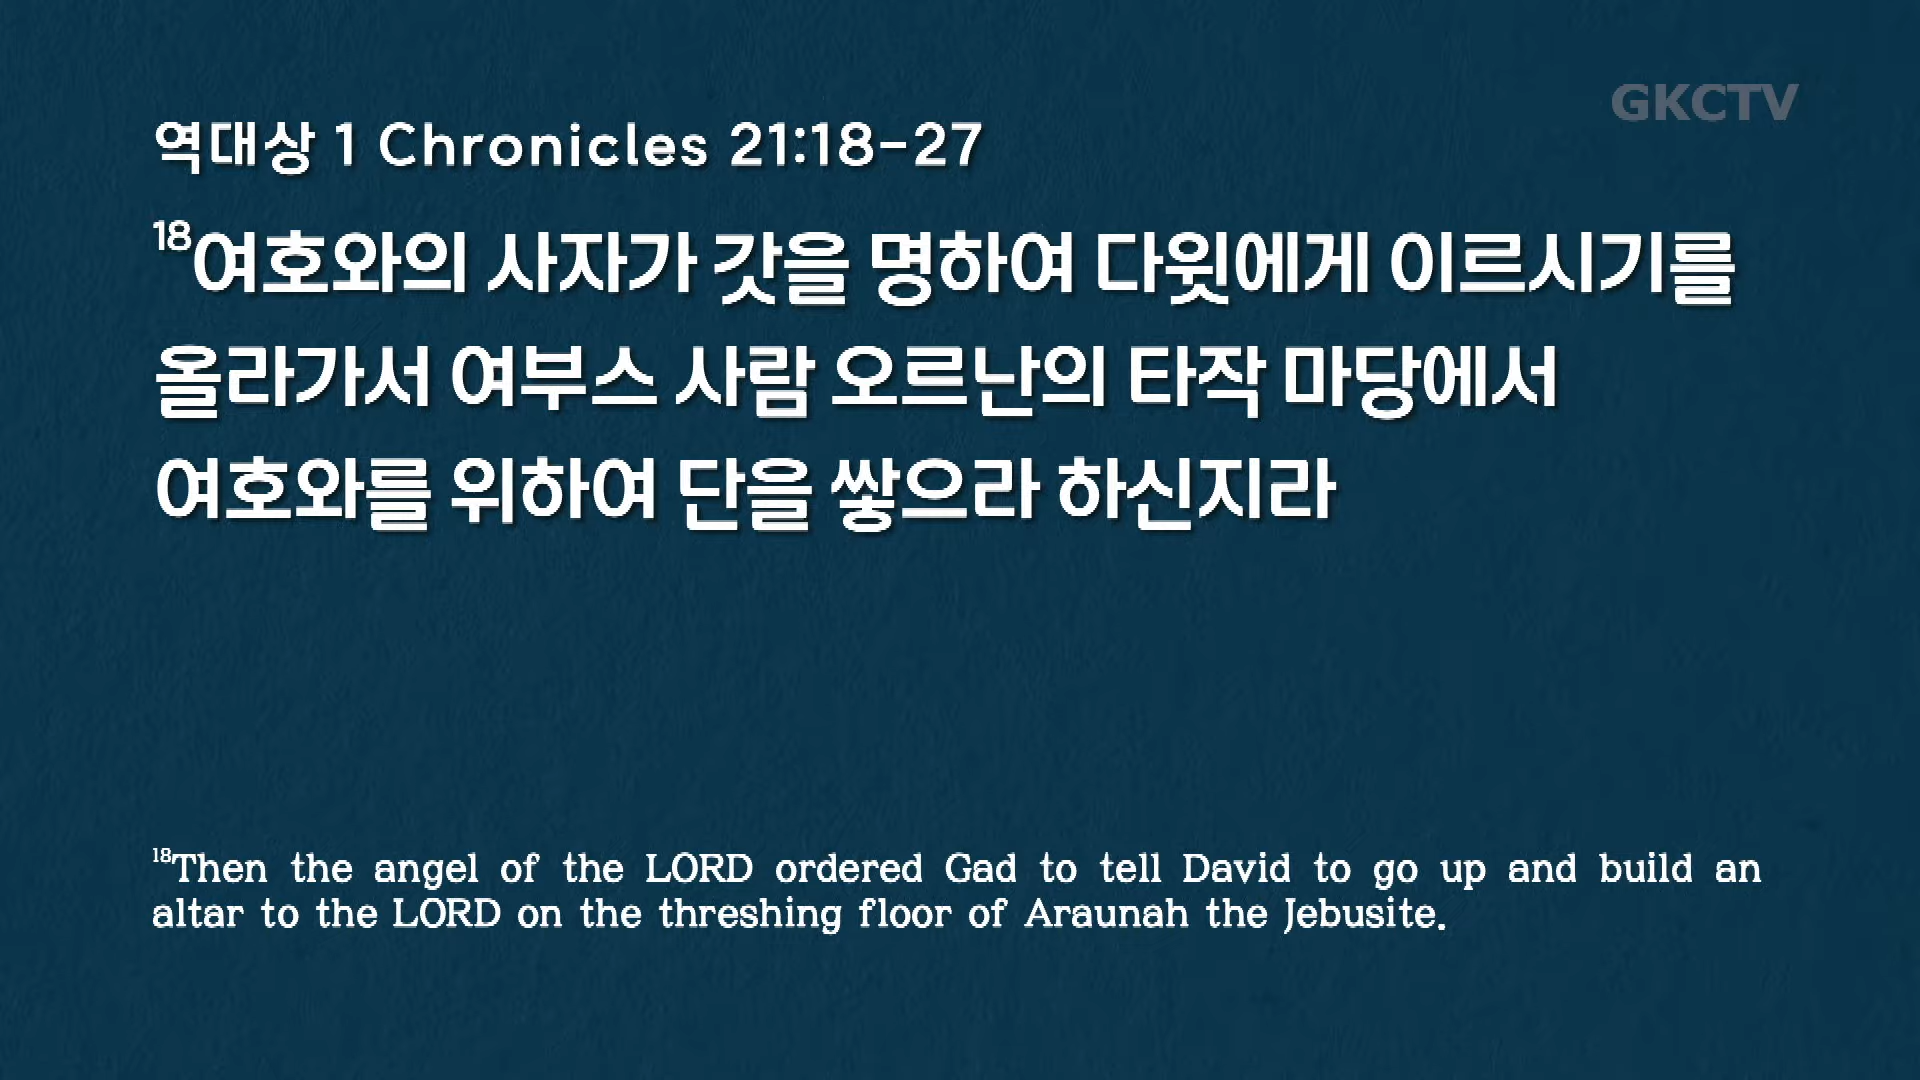 GKCTV
역대상 1 Chronicles 21:18-27
18여호와의 사자가 갓을 명하여 다윗에게 이르시기를
올라가서 여부스 사람 오르난의 타작 마당에서
여호와를 위하여 단을 쌓으라 하신지라
18Then the angel of the LORD ordered Gad to tell David to go up and build an
altar to the LORD on the threshing floor of Araunah the Jebusite.